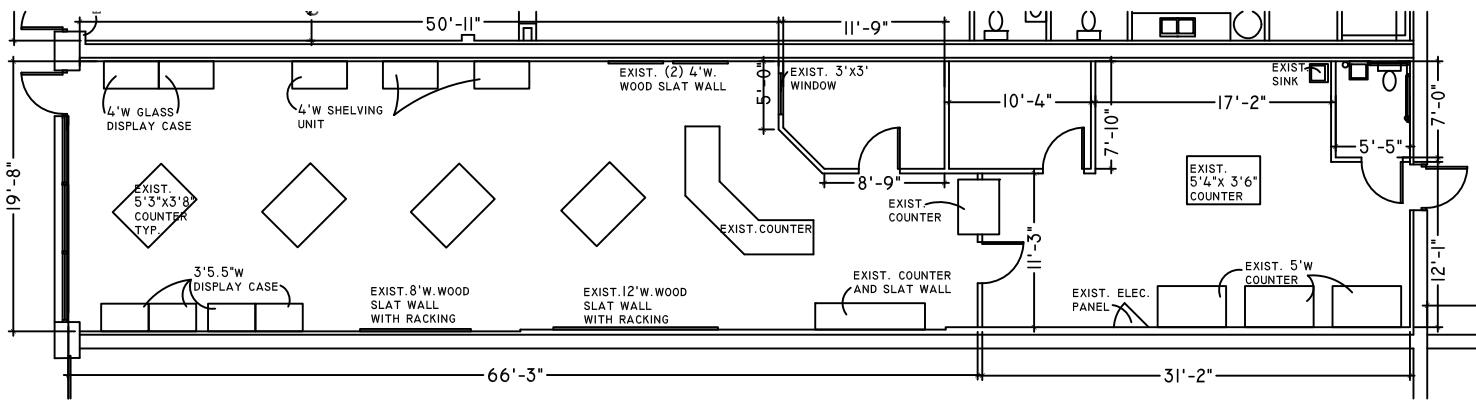 50'-11"
11'-9"
EXIST. (2) 4'W.
WOOD SLAT WALL
5'-0"
EXIST. 3'X3'
WINDOW
EXIST.
SINK
4'W GLASS
DISPLAY CASE
4'W SHELVING
UNIT
10'-4"
17'-2"
7'-0"
7'-10"
5'-5"
19'-8"
EXIST.
5'3"x3'8"
COUNTER
TYP.
8'-9"
EXIST.
5'4"x 3'6"
COUNTER
EXIST.
COUNTER
EXIST.COUNTER
11'-3"
12'-1"
3'5.5"W
DISPLAY CASE
EXIST.8'W.WOOD
SLAT WALL
WITH RACKING
EXIST.12'W.WOOD
SLAT WALL
WITH RACKING
EXIST. COUNTER
AND SLAT WALL
EXIST. ELEC.
PANEL
EXIST. 5'W
COUNTER
66'-3"
31'-2"